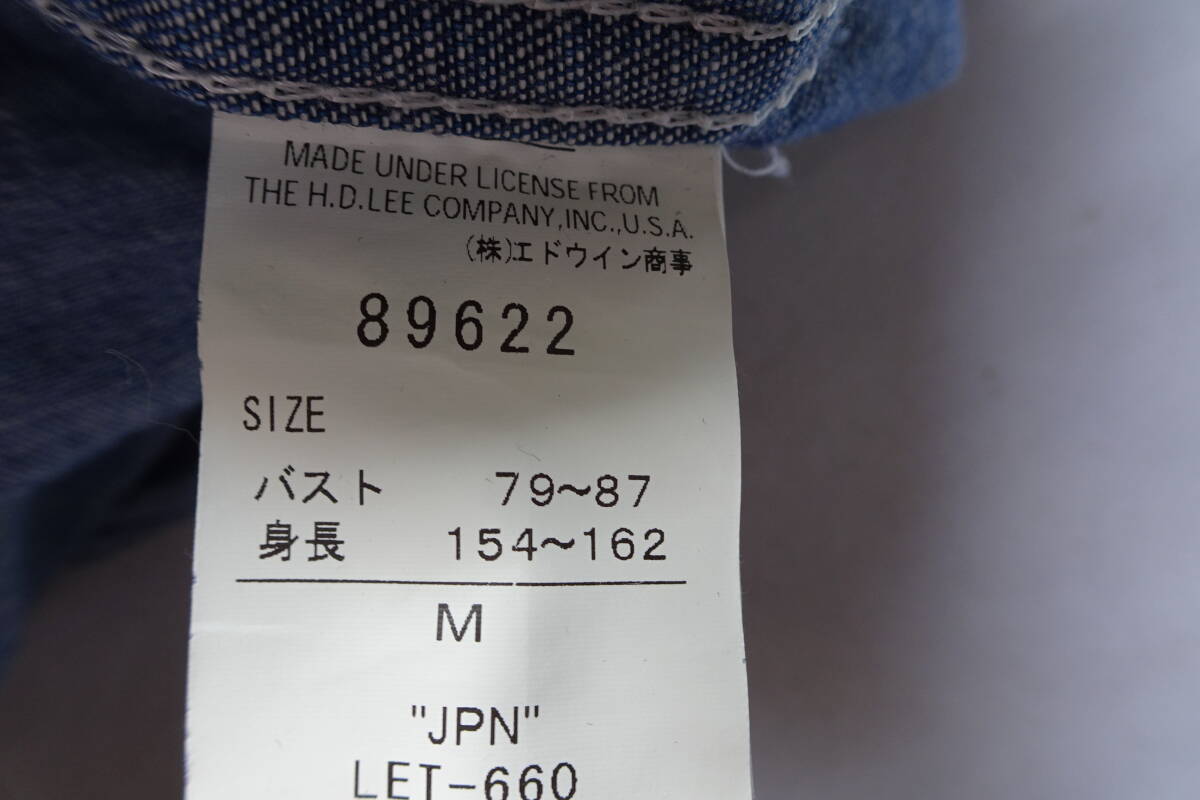 MADE UNDER LICENSE FROM
THE H.D.LEE COMPANY,INC.,U.S.A.
(株)エドウイン商事
89622
SIZE
バスト 79~87
身長 154~162
M
"JPN"
LET-660